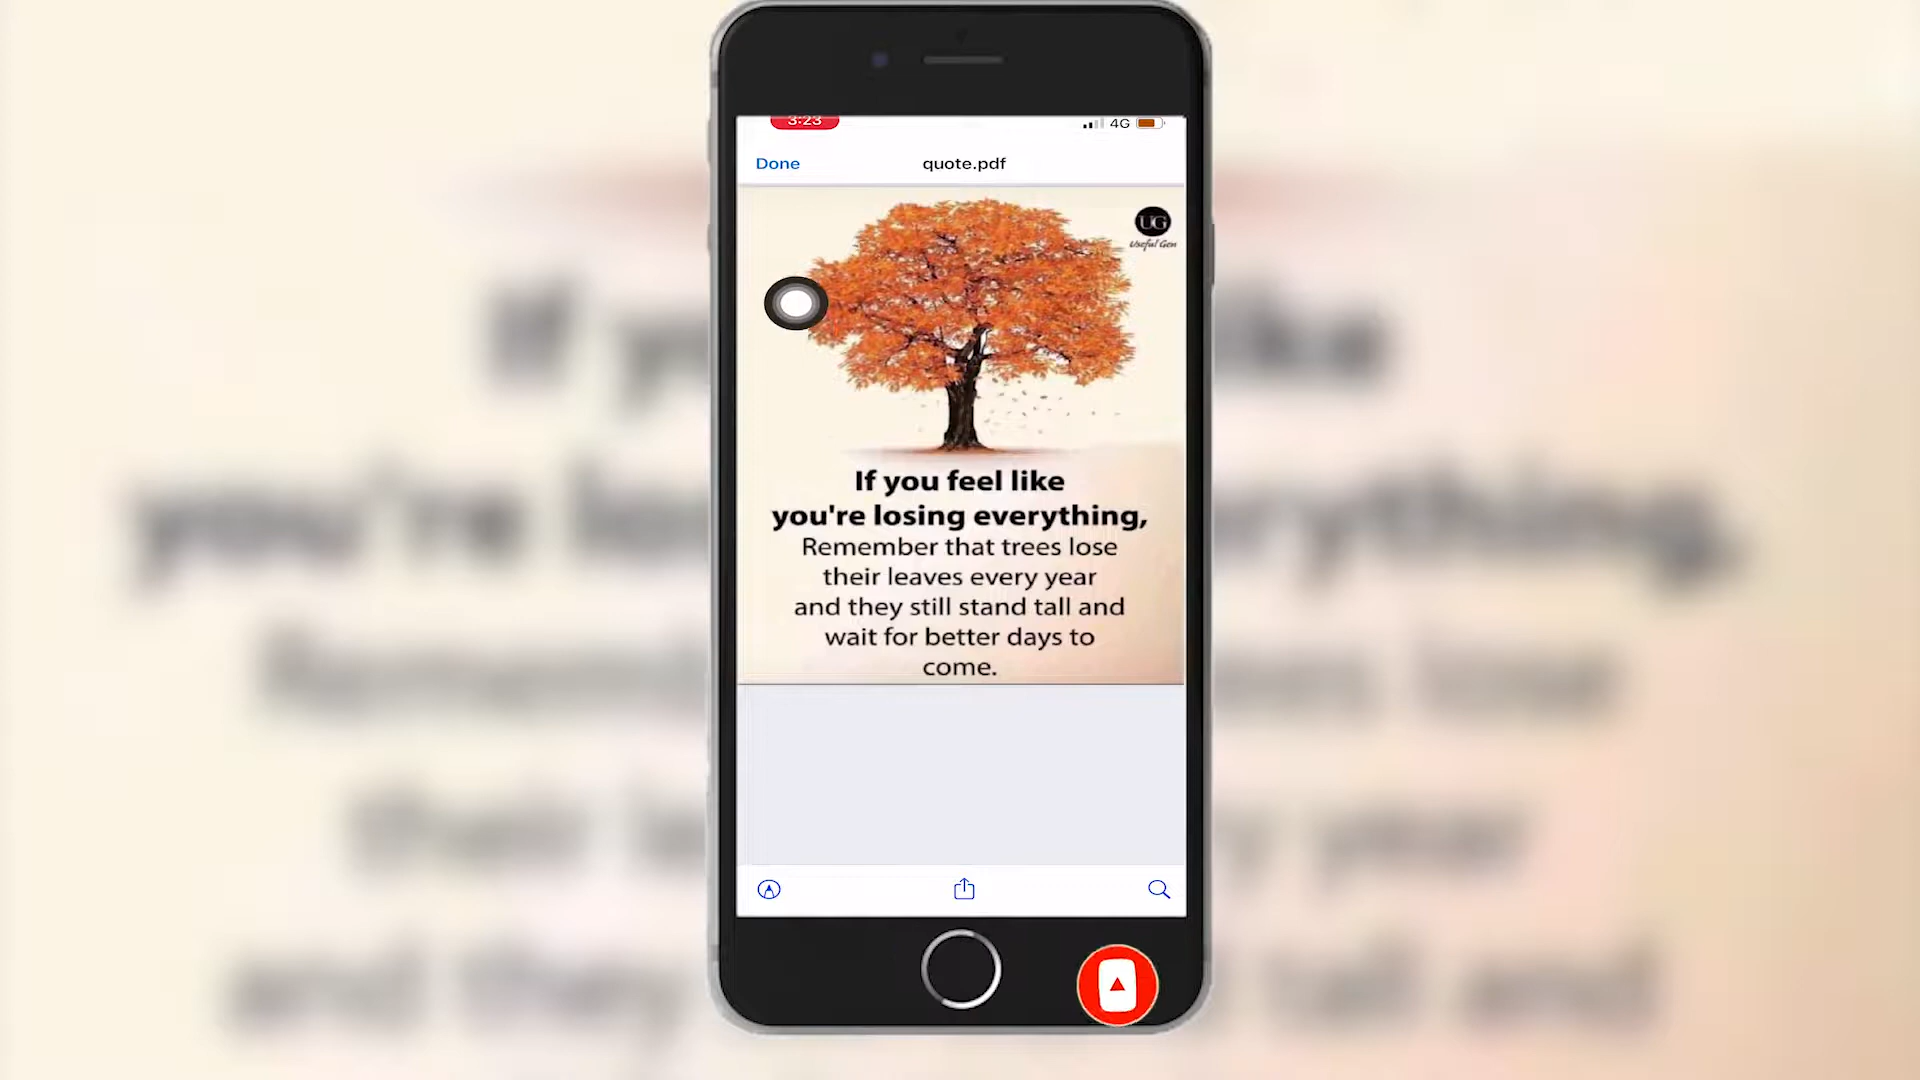 3:23
4G
Done
quote.pdf
UG
Useful Gen
If you feel like
you're losing everything,
Remember that trees lose
their leaves every year
and they still stand tall and
wait for better days to
come.